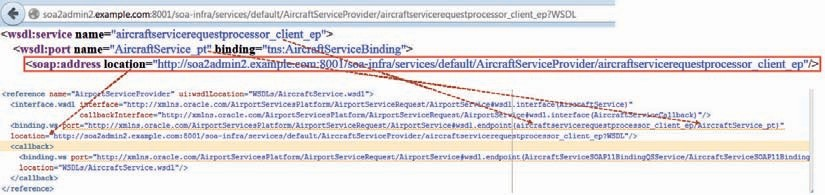 soa2admin2.example.com:8001/soa-infra/services/default/AircraftServiceProvider/aircraftservicerequestprocessor_client_ep?WSDL
<wsdl:service name="aircraftservicerequestprocessor_client_ep">
<wsdl:port name="AircraftService_pt" binding="tns:AircraftServiceBinding">
<soap:address location="http://soa2admin2.example.com:8001/soa-infra/services/default/AircraftServiceProvider/aircraftservicerequestprocessor_client_ep"/>
<reference name="AirportServiceProvider" ui:wsdlLocation="WSDLs/AircraftService.wsdl">
<interface.wsdl interface="http://xmlns.oracle.com/AirportServicesPlatform/AirportServiceRequest/AirportService#wsdl.interface(AircraftService)"
callbackInterface="http://xmlns.oracle.com/AirportServicesPlatform/AirportServiceRequest/AirportService#wsdl.interface(AircraftServiceCallback)"/>
<binding.ws port="http://xmlns.oracle.com/AirportServicesPlatform/AirportServiceRequest/AirportService#wsdl.endpoint(aircraftservicerequestprocessor_client_ep/AircraftService_pt)"
location="http://soa2admin2.example.com:8001/soa-infra/services/default/AircraftServiceProvider/aircraftservicerequestprocessor_client_ep?WSDL"/>
<callback>
<binding.ws port="http://xmlns.oracle.com/AirportServicesPlatform/AirportServiceRequest/AirportService#wsdl.endpoint(AircraftServiceSOAP11BindingQSService/AircraftServiceSOAP11Binding
location="WSDLs/AircraftService.wsdl"/>
</callback>
</reference>